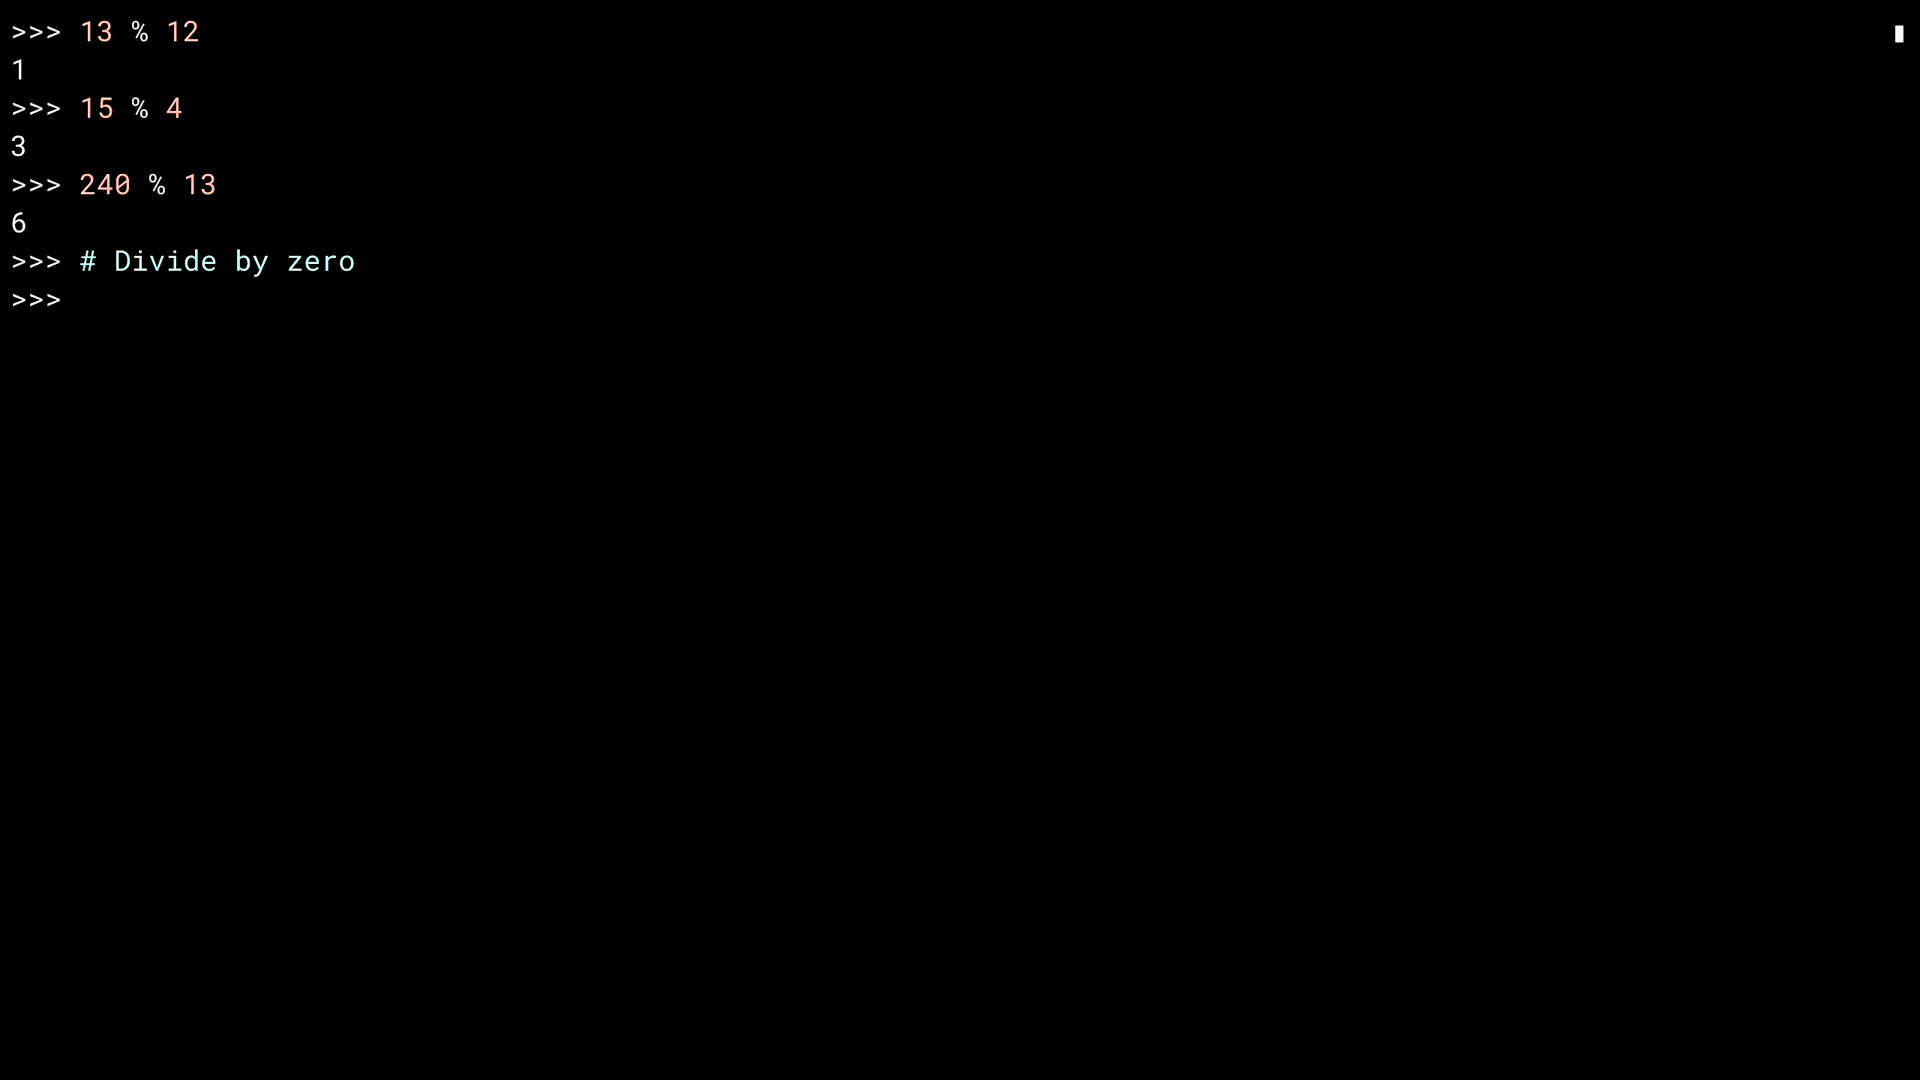 >>> 13 % 12
1
>>> 15 % 4
3
>>> 240 % 13
6
>>> # Divide by zero
>>>